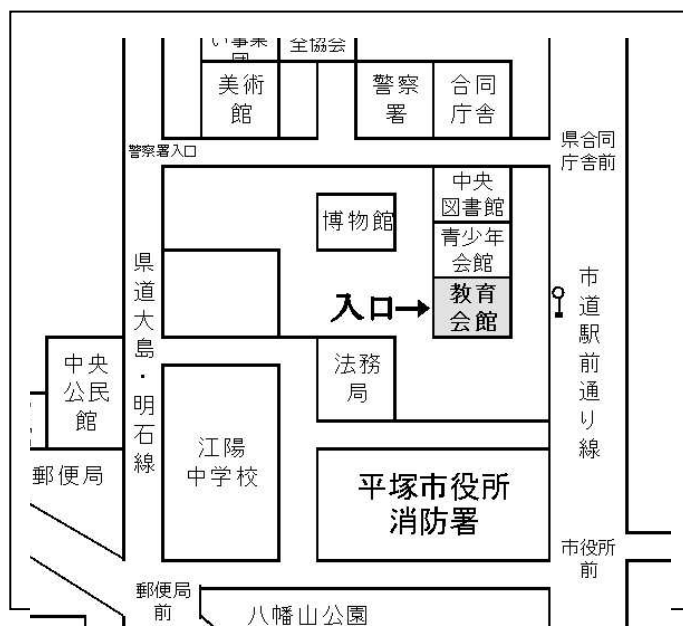 い事業
団
全協会
美術
館
警察
署
合同
庁舎
警察署入口
県合同
庁舎前
中央
図書館
博物館
青少年
会館
教育
会館
入口→
県道大島・明石線
市道駅前通り線
中央
公民
館
法務
局
郵便局
江陽
中学校
平塚市役所
消防署
市役所
前
郵便局
前
八幡山公園